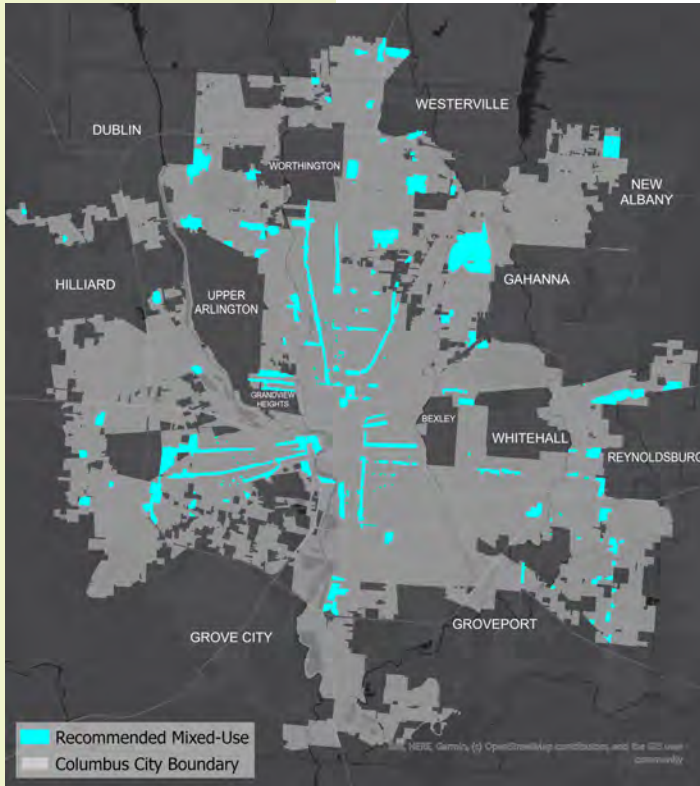 WESTERVILLE
DUBLIN
WORTHINGTON
NEW
ALBANY
HILLIARD
GAHANNA
UPPER
ARLINGTON
GRANDVIEW
HEIGHTS
BEXLEY
WHITEHALL
REYNOLDSBURG
GROVEPORT
GROVE CITY
Recommended Mixed-Use
Columbus City Boundary
HERE, Garmin, (c) OpenStreetMap contributors, and the GIS user
community